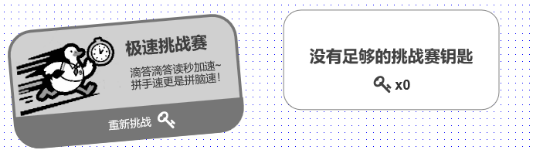 极速挑战赛
滴答滴答读秒加速~
拼手速更是拼脑速!
重新挑战
没有足够的挑战赛钥匙
x0